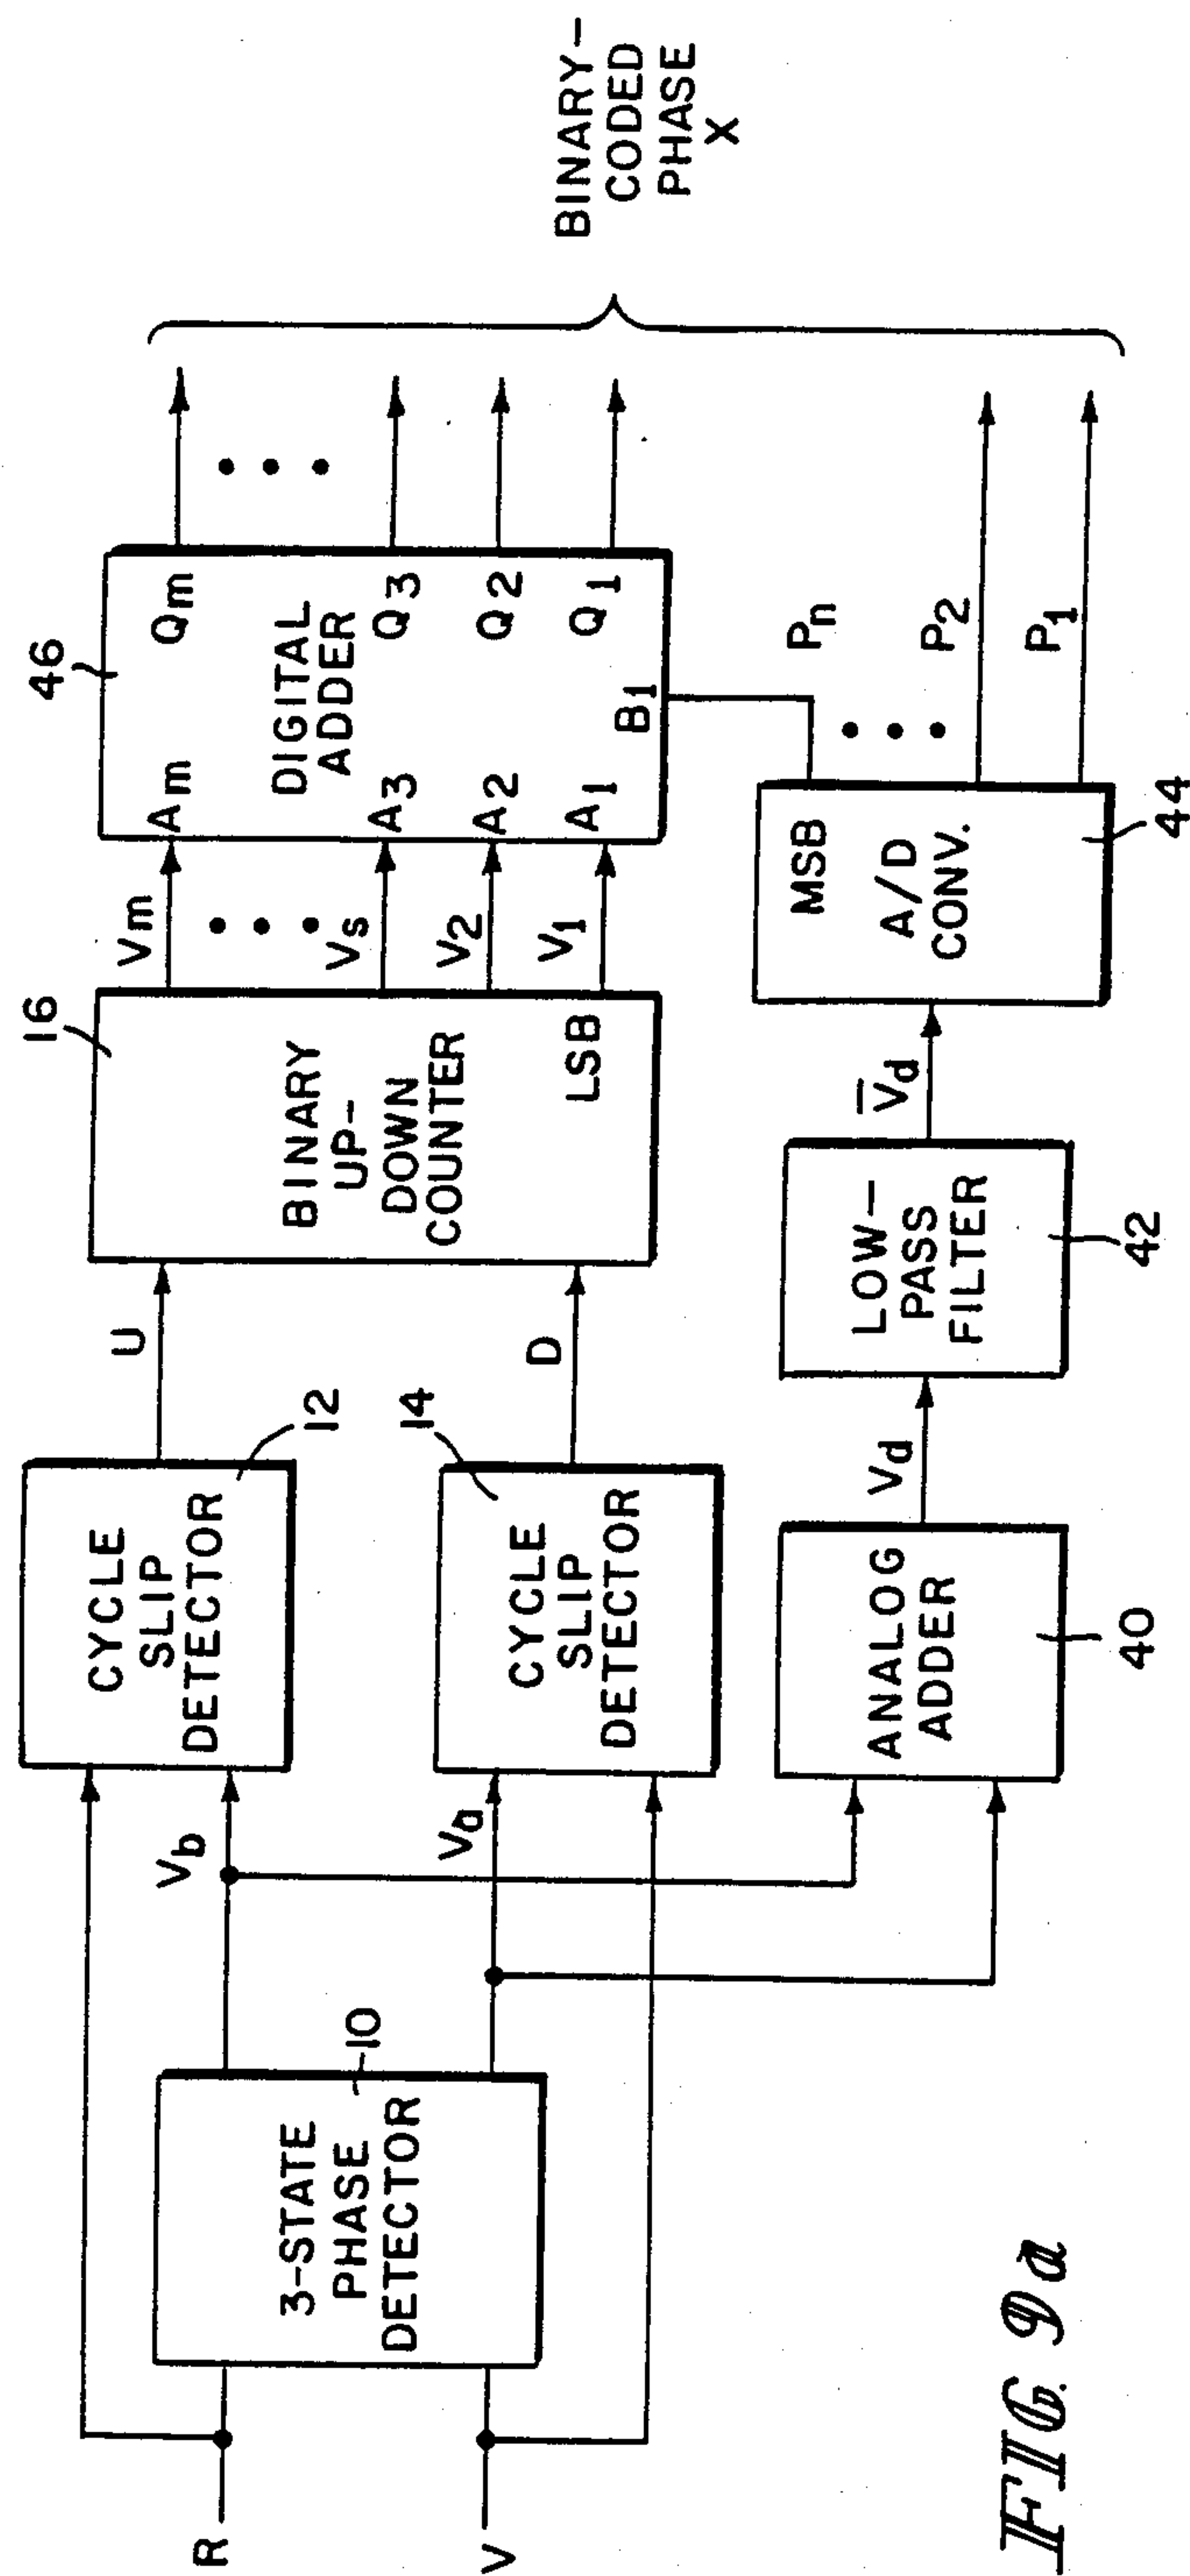 R
V
3-STATE
PHASE
DETECTOR
10
Vb
Va
CYCLE
SLIP
DETECTOR
12
CYCLE
SLIP
DETECTOR
14
ANALOG
ADDER
40
U
D
Vd
BINARY
UP-
DOWN
COUNTER
LSB
16
LOW-
PASS
FILTER
42
V̅d
Vm
Vs
V2
V1
Am
A3
A2
A1
DIGITAL
ADDER
B1
Qm
Q3
Q2
Q1
46
MSB
A/D
CONV.
44
Pn
P2
P1
BINARY-
CODED
PHASE
X
FIG. 9a